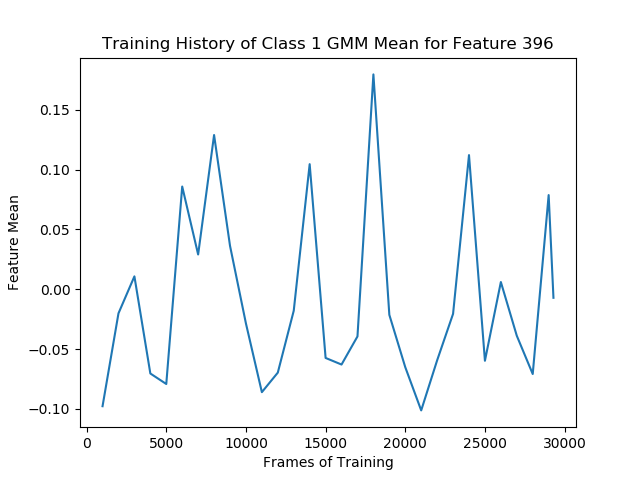 Training History of Class 1 GMM Mean for Feature 396
0.15
0.10
0.05
0.00
−0.05
−0.10
Feature Mean
0 5000 10000 15000 20000 25000 30000
Frames of Training